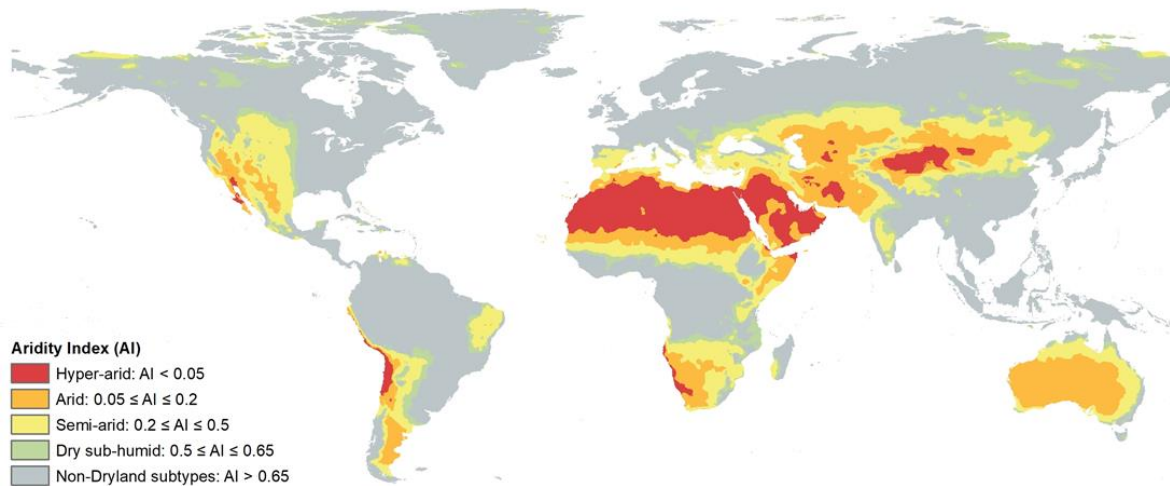 Aridity Index (AI)
Hyper-arid: AI < 0.05
Arid: 0.05 ≤ AI ≤ 0.2
Semi-arid: 0.2 ≤ AI ≤ 0.5
Dry sub-humid: 0.5 ≤ AI ≤ 0.65
Non-Dryland subtypes: AI > 0.65